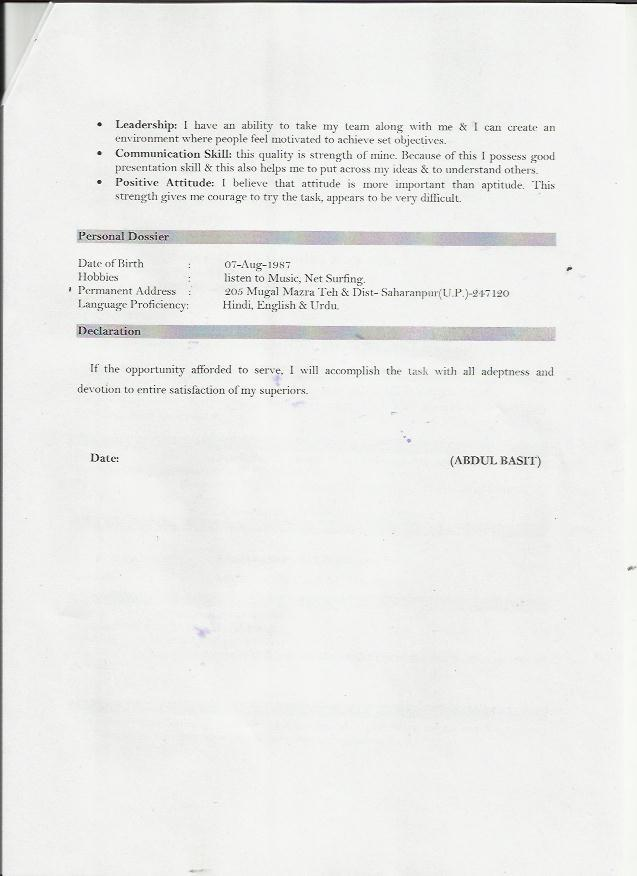 • Leadership: I have an ability to take my team along with me & I can create an
environment where people feel motivated to achieve set objectives.
• Communication Skill: this quality is strength of mine. Because of this I possess good
presentation skill & this also helps me to put across my ideas & to understand others.
• Positive Attitude: I believe that attitude is more important than aptitude. This
strength gives me courage to try the task, appears to be very difficult.
Personal Dossier
Date of Birth : 07-Aug-1987
Hobbies : listen to Music, Net Surfing.
Permanent Address : 205 Mugal Mazra Teh & Dist- Saharanpur(U.P.)-247120
Language Proficiency: Hindi, English & Urdu.
Declaration
If the opportunity afforded to serve, I will accomplish the task with all adeptness and
devotion to entire satisfaction of my superiors.
Date: (ABDUL BASIT)